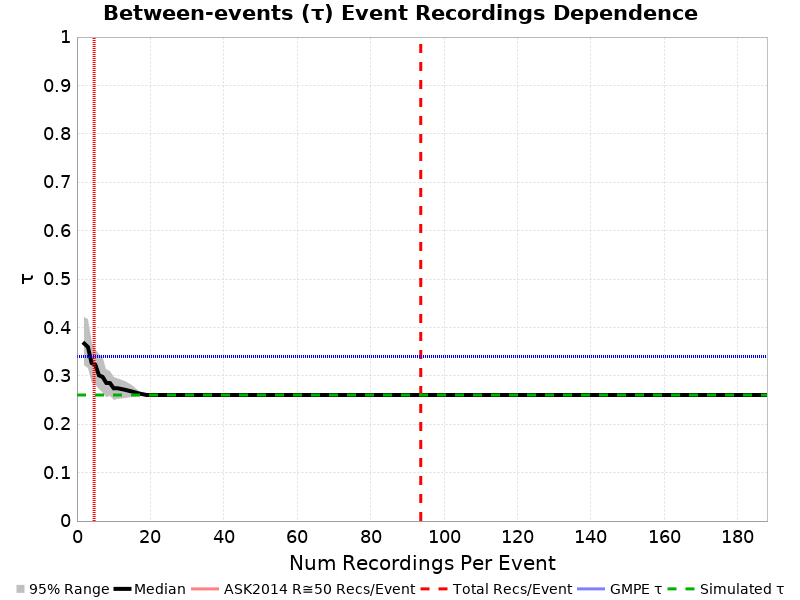 Between-events (τ) Event Recordings Dependence
1
0.9
0.8
0.7
0.6
0.5
0.4
0.3
0.2
0.1
0
τ
0 20 40 60 80 100 120 140 160 180
Num Recordings Per Event
95% Range Median ASK2014 R≅50 Recs/Event Total Recs/Event GMPE τ Simulated τ